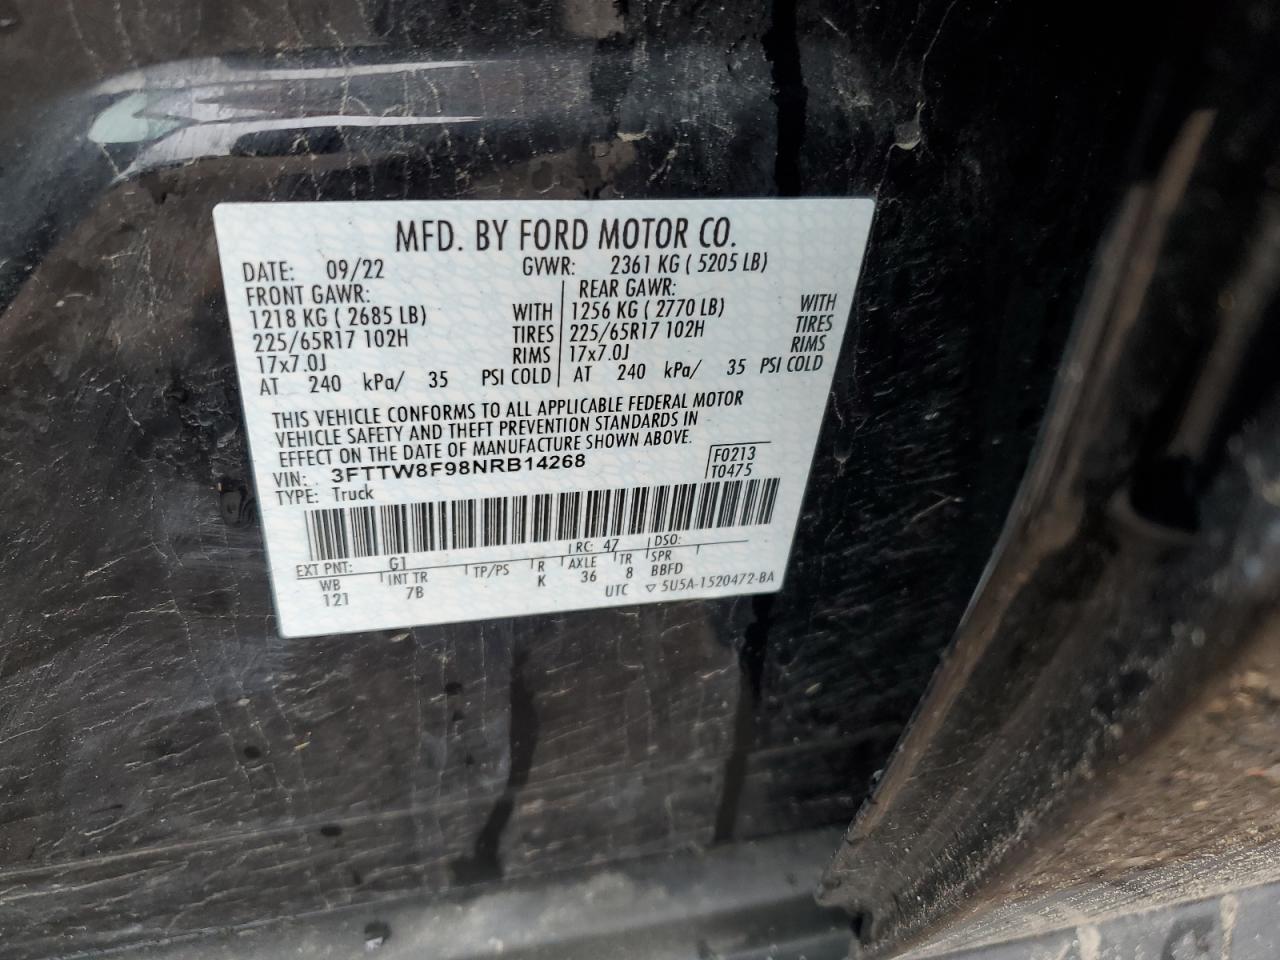 MFD. BY FORD MOTOR CO.
DATE: 09/22 GVWR: 2361 KG ( 5205 LB)
FRONT GAWR: REAR GAWR:
1218 KG ( 2685 LB) WITH 1256 KG ( 2770 LB) WITH
225/65R17 102H TIRES 225/65R17 102H TIRES
17x7.0J RIMS 17x7.0J RIMS
AT 240 kPa/ 35 PSI COLD AT 240 kPa/ 35 PSI COLD
THIS VEHICLE CONFORMS TO ALL APPLICABLE FEDERAL MOTOR
VEHICLE SAFETY AND THEFT PREVENTION STANDARDS IN
EFFECT ON THE DATE OF MANUFACTURE SHOWN ABOVE.
VIN: 3FTTW8F98NRB14268 F0213
TYPE: Truck T0475
EXT PNT: G1 RC: 47 DSO:
WB INT TR TP/PS R AXLE TR SPR
121 7B K 36 8 BBFD
UTC ▽ 5U5A-1520472-BA